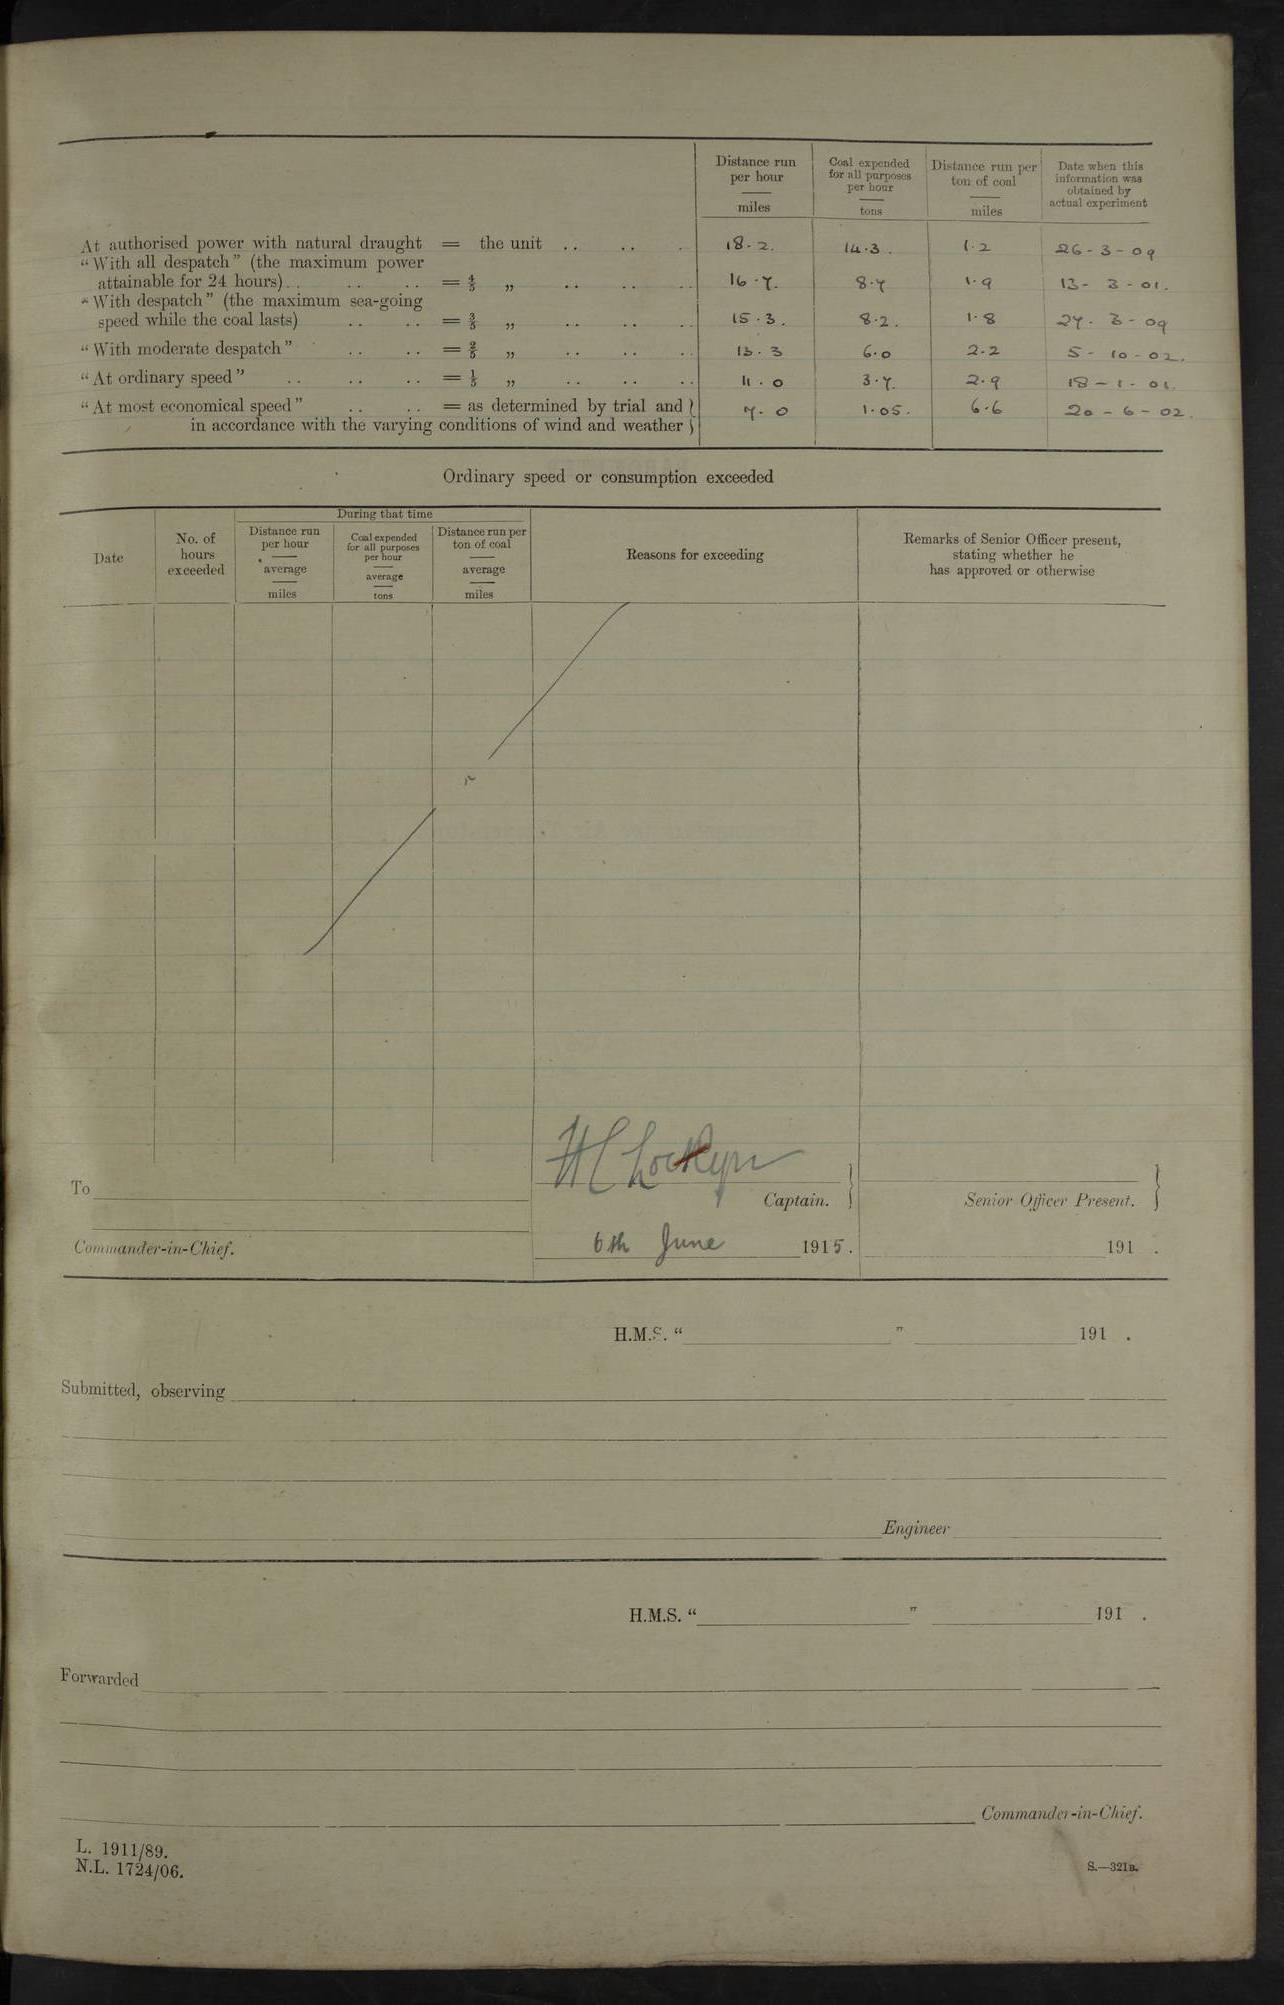 Distance run per hour miles
Coal expended for all purposes per hour tons
Distance run per ton of coal miles
Date when this information was obtained by actual experiment
At authorised power with natural draught = the unit .. .. . 18.2. 14.3. 1.2 26-3-09
“With all despatch” (the maximum power
attainable for 24 hours).. .. .. = 4/5 „ .. .. .. 16.7. 8.7 1.9 13-3-01.
“With despatch” (the maximum sea-going
speed while the coal lasts) .. .. = 3/5 „ .. .. .. 15.3. 8.2. 1.8 27.3-09
“With moderate despatch” .. .. = 2/5 „ .. .. .. 13.3 6.0 2.2 5-10-02.
“At ordinary speed” .. .. .. = 1/5 „ .. .. .. 11.0 3.7. 2.9 18-1-01.
“At most economical speed” .. .. = as determined by trial and } 7.0 1.05. 6.6 20-6-02.
in accordance with the varying conditions of wind and weather }
Ordinary speed or consumption exceeded
Date
No. of hours exceeded
During that time
Distance run per hour average miles
Coal expended for all purposes per hour average tons
Distance run per ton of coal average miles
Reasons for exceeding
Remarks of Senior Officer present, stating whether he has approved or otherwise
H C Lockyer
To
Captain. }
Senior Officer Present. }
Commander-in-Chief.
6th June 1915.
191 .
H.M.S. “ ” 191 .
Submitted, observing
Engineer
H.M.S. “ ” 191 .
Forwarded
Commander-in-Chief.
L. 1911/89.
N.L. 1724/06.
S.—321B.